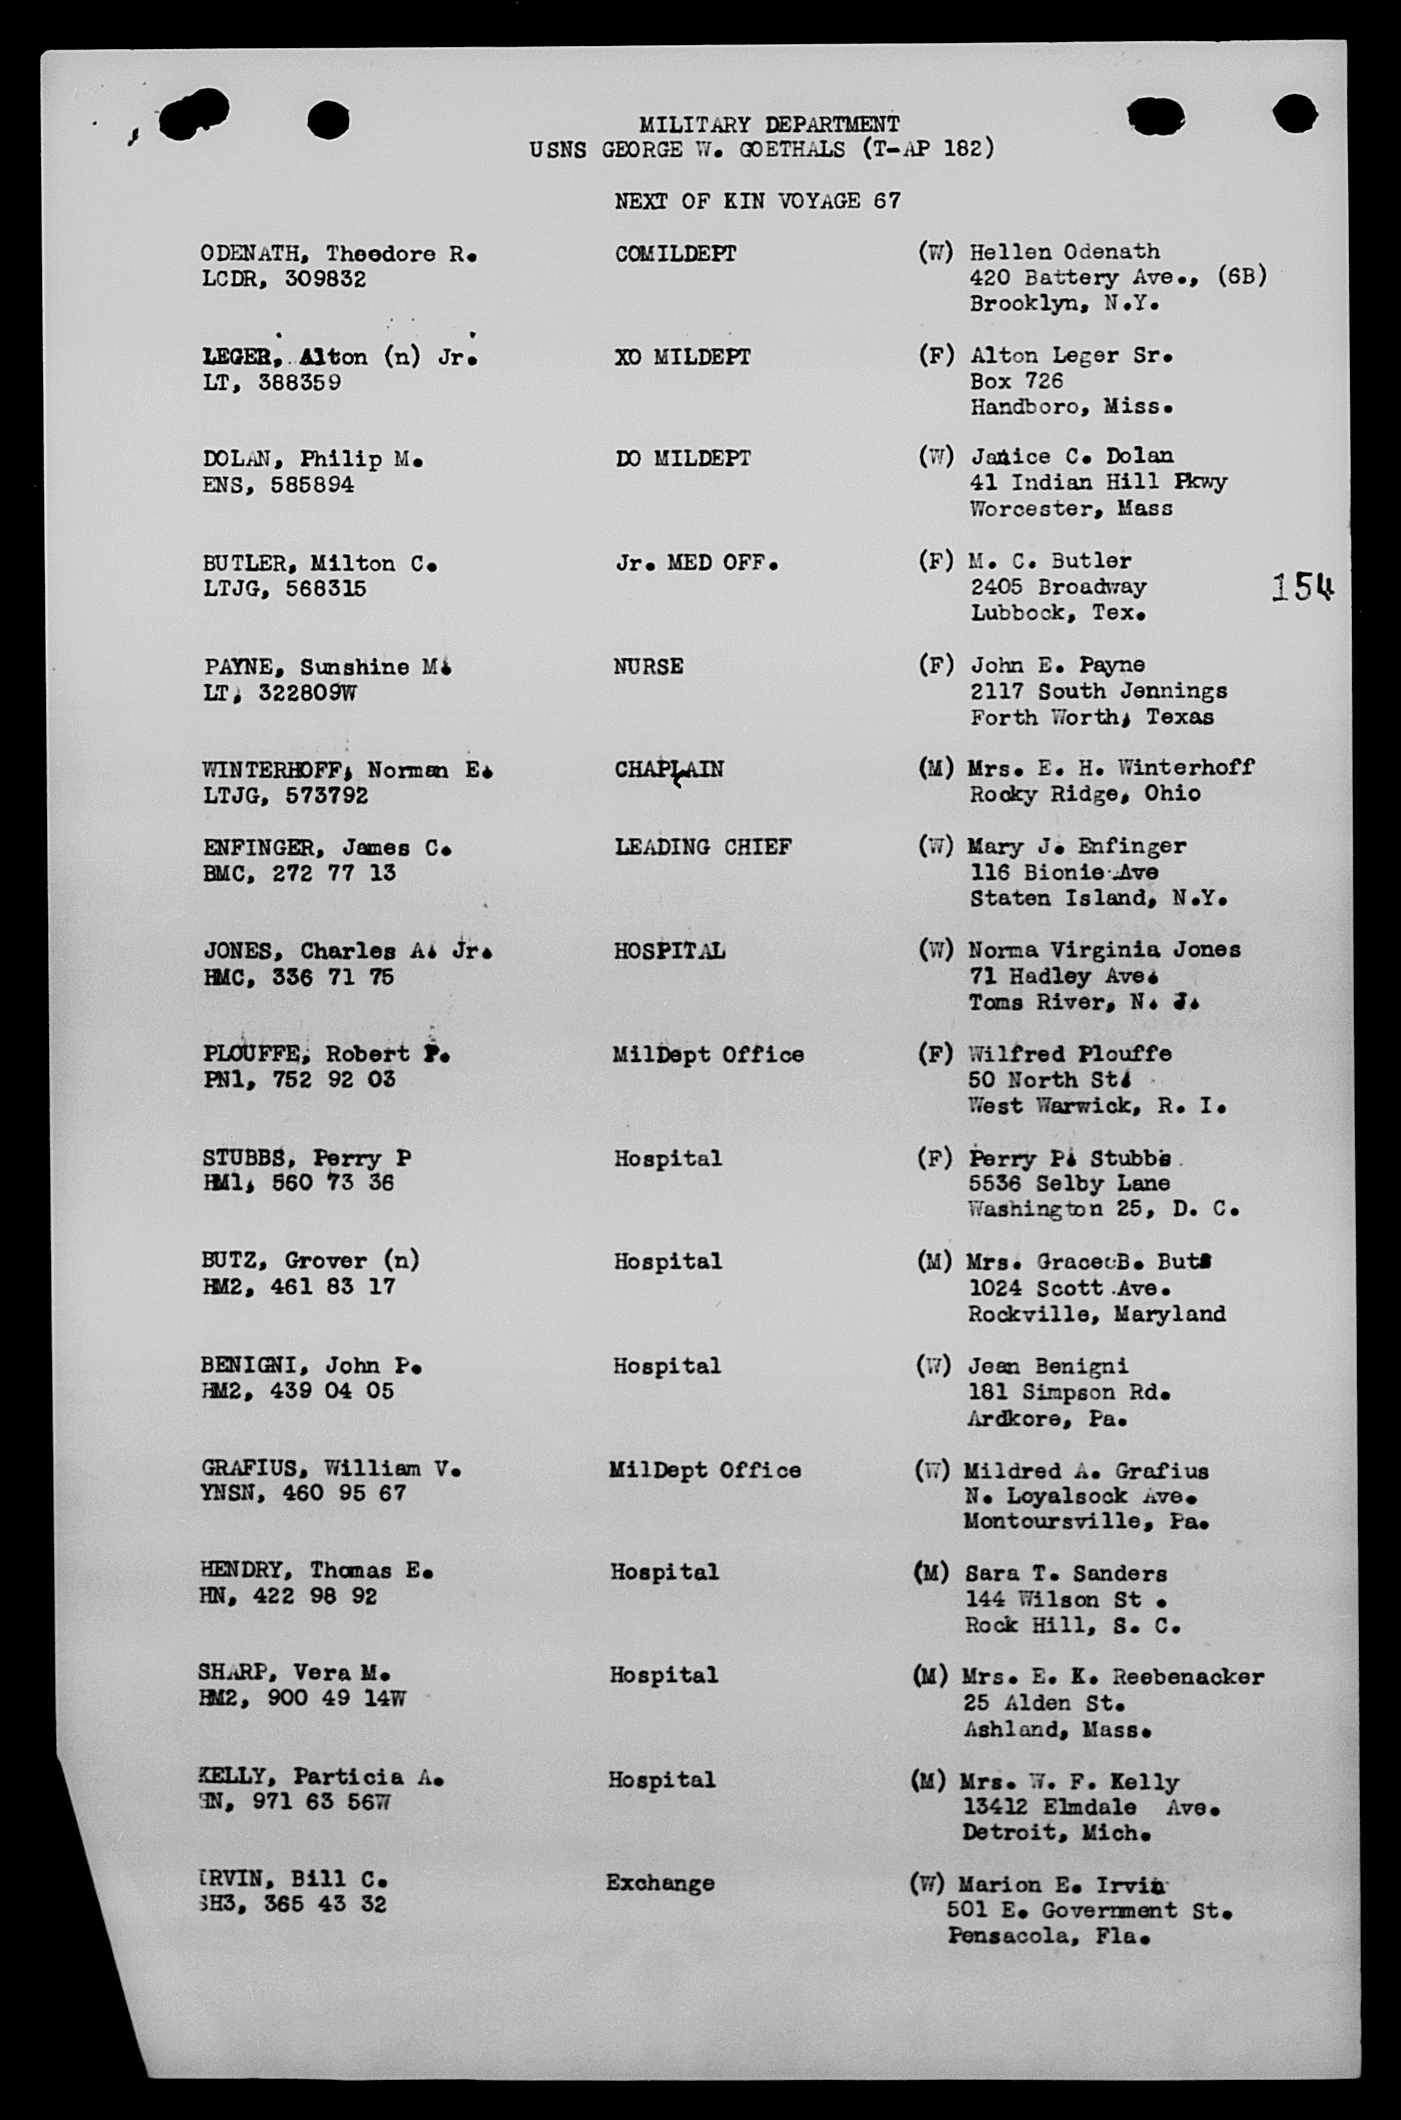 MILITARY DEPARTMENT
USNS GEORGE W. GOETHALS (T-AP 182)
NEXT OF KIN VOYAGE 67
ODENATH, Theodore R. COMILDEPT (W) Hellen Odenath
LCDR, 309832 420 Battery Ave., (6B)
Brooklyn, N.Y.
LEGER, Alton (n) Jr. XO MILDEPT (F) Alton Leger Sr.
LT, 388359 Box 726
Handboro, Miss.
DOLAN, Philip M. DO MILDEPT (W) Janice C. Dolan
ENS, 585894 41 Indian Hill Pkwy
Worcester, Mass
BUTLER, Milton C. Jr. MED OFF. (F) M. C. Butler
LTJG, 568315 2405 Broadway 154
Lubbock, Tex.
PAYNE, Sunshine M. NURSE (F) John E. Payne
LT, 322809W 2117 South Jennings
Forth Worth, Texas
WINTERHOFF, Norman E. CHAPLAIN (M) Mrs. E. H. Winterhoff
LTJG, 573792 Rocky Ridge, Ohio
ENFINGER, James C. LEADING CHIEF (W) Mary J. Enfinger
BMC, 272 77 13 116 Bionie Ave
Staten Island, N.Y.
JONES, Charles A. Jr. HOSPITAL (W) Norma Virginia Jones
HMC, 336 71 75 71 Hadley Ave.
Toms River, N. J.
PLOUFFE, Robert P. MilDept Office (F) Wilfred Plouffe
PN1, 752 92 03 50 North St.
West Warwick, R. I.
STUBBS, Perry P Hospital (F) Perry P. Stubbs
HM1, 560 73 36 5536 Selby Lane
Washington 25, D. C.
BUTZ, Grover (n) Hospital (M) Mrs. Grace B. Butz
HM2, 461 83 17 1024 Scott Ave.
Rockville, Maryland
BENIGNI, John P. Hospital (W) Jean Benigni
HM2, 439 04 05 181 Simpson Rd.
Ardkore, Pa.
GRAFIUS, William V. MilDept Office (W) Mildred A. Grafius
YNSN, 460 95 67 N. Loyalsock Ave.
Montoursville, Pa.
HENDRY, Thomas E. Hospital (M) Sara T. Sanders
HN, 422 98 92 144 Wilson St .
Rock Hill, S. C.
SHARP, Vera M. Hospital (M) Mrs. E. K. Reebenacker
HM2, 900 49 14W 25 Alden St.
Ashland, Mass.
KELLY, Particia A. Hospital (M) Mrs. W. F. Kelly
HN, 971 63 56W 13412 Elmdale Ave.
Detroit, Mich.
IRVIN, Bill C. Exchange (W) Marion E. Irvin
SH3, 365 43 32 501 E. Government St.
Pensacola, Fla.